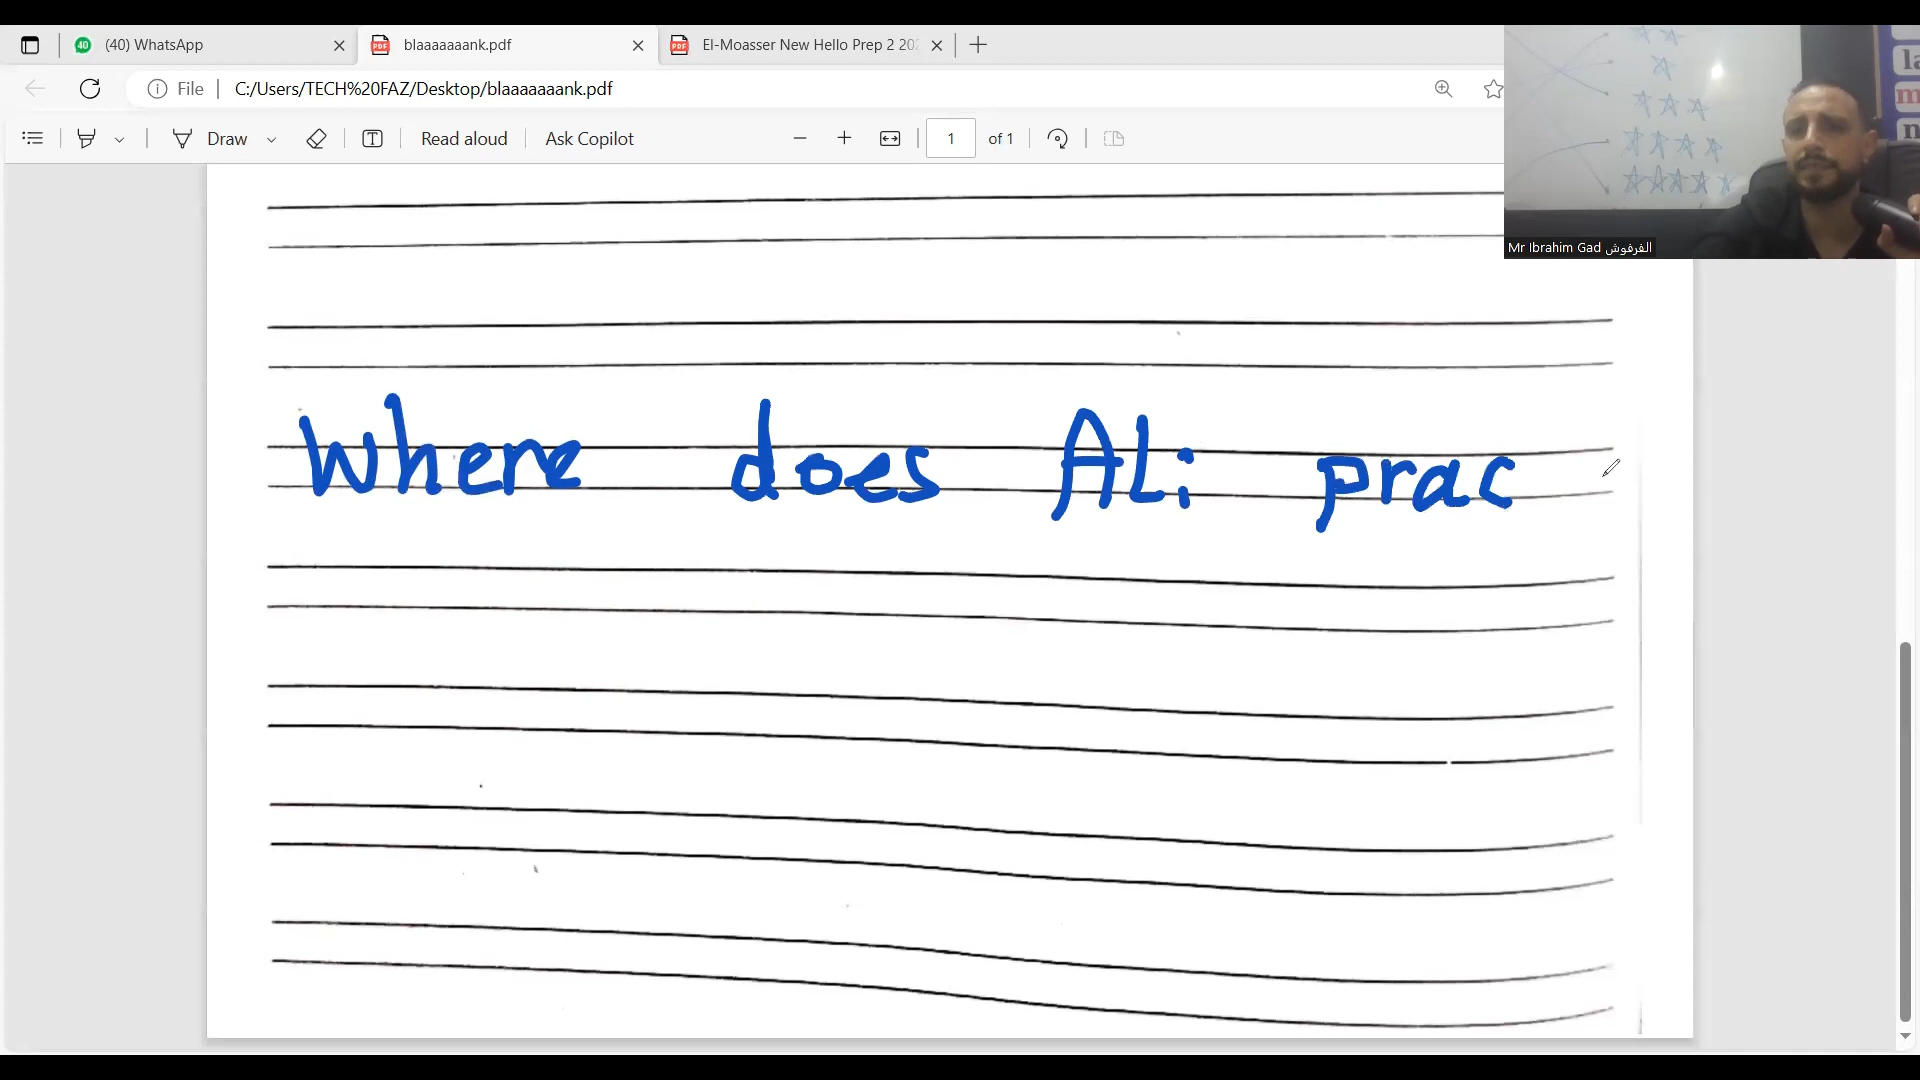 (40) WhatsApp
blaaaaaaank.pdf
El-Moasser New Hello Prep 2 202
File
C:/Users/TECH%20FAZ/Desktop/blaaaaaaank.pdf
Draw
Read aloud
Ask Copilot
1
of 1
Mr Ibrahim Gad الفرفوش
Where does ALi prac